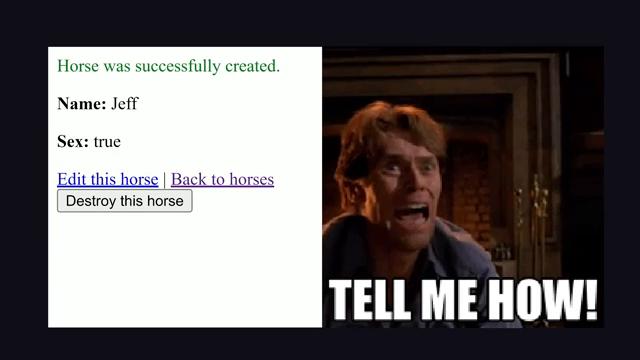 Horse was successfully created.
Name: Jeff
Sex: true
Edit this horse | Back to horses
Destroy this horse
TELL ME HOW!